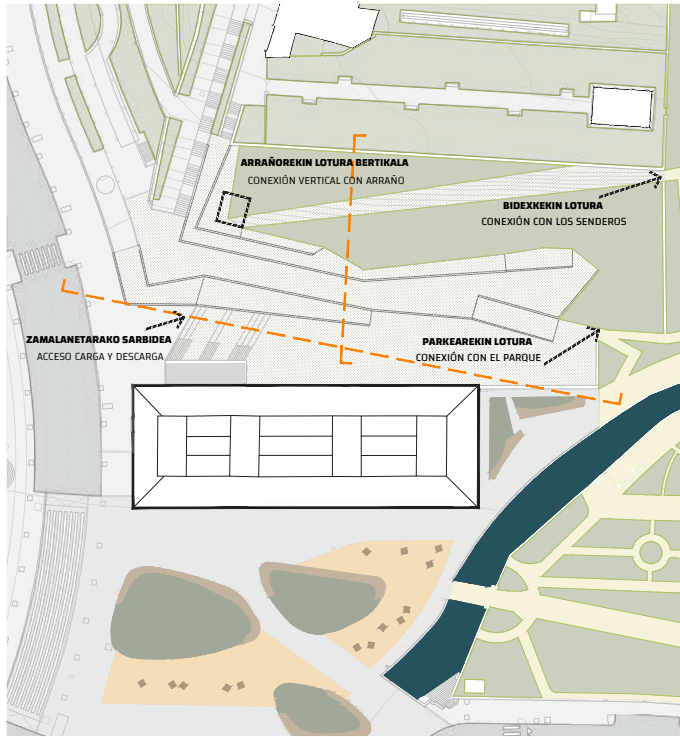 ARRAÑOREKIN LOTURA BERTIKALA
CONEXIÓN VERTICAL CON ARRAÑO
BIDEXKEKIN LOTURA
CONEXIÓN CON LOS SENDEROS
ZAMALANETARAKO SARBIDEA
ACCESO CARGA Y DESCARGA
PARKEAREKIN LOTURA
CONEXIÓN CON EL PARQUE